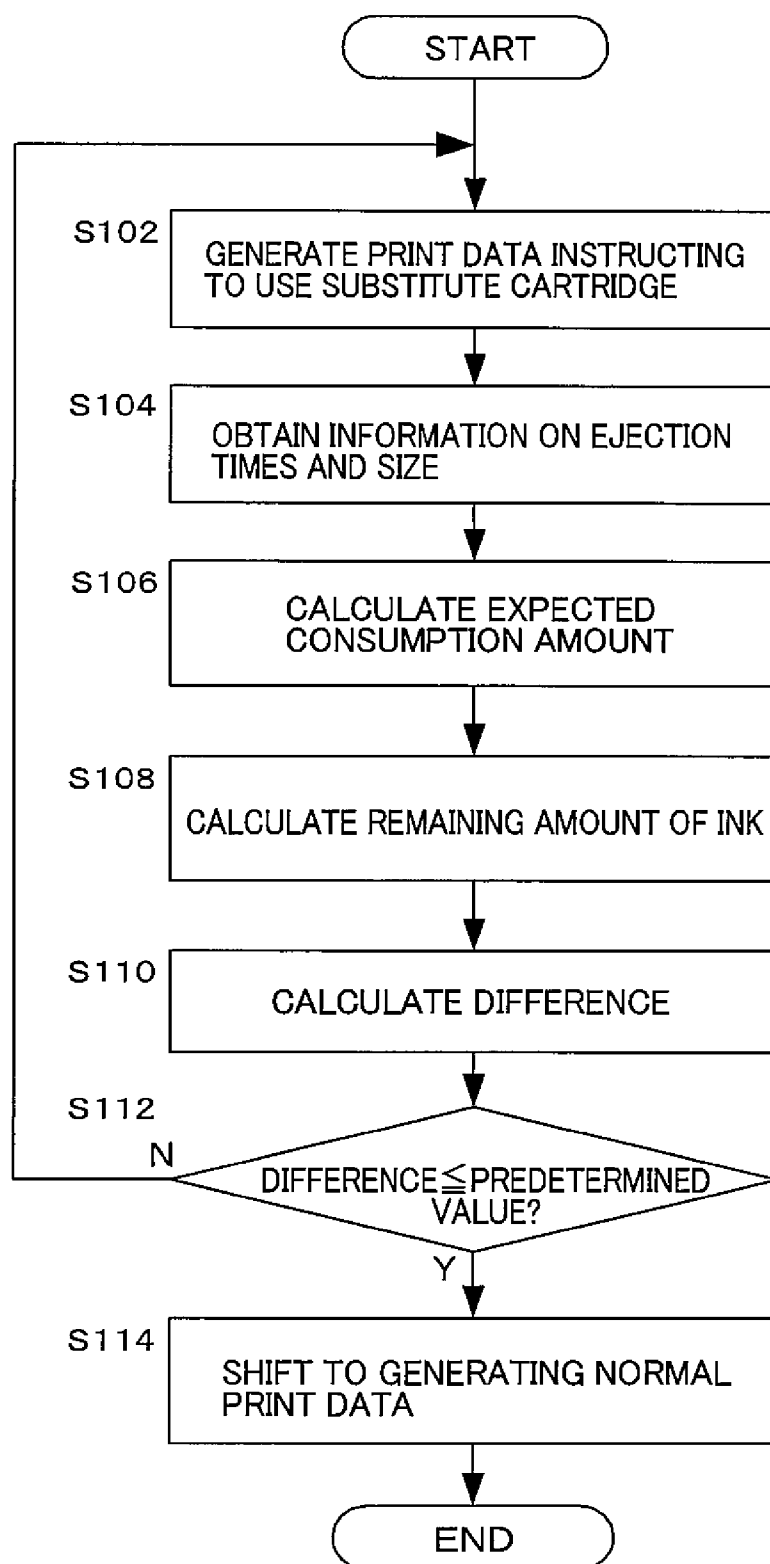 START
S102
GENERATE PRINT DATA INSTRUCTING
TO USE SUBSTITUTE CARTRIDGE
S104
OBTAIN INFORMATION ON EJECTION
TIMES AND SIZE
S106
CALCULATE EXPECTED
CONSUMPTION AMOUNT
S108
CALCULATE REMAINING AMOUNT OF INK
S110
CALCULATE DIFFERENCE
S112
N
DIFFERENCE≦PREDETERMINED
VALUE?
Y
S114
SHIFT TO GENERATING NORMAL
PRINT DATA
END